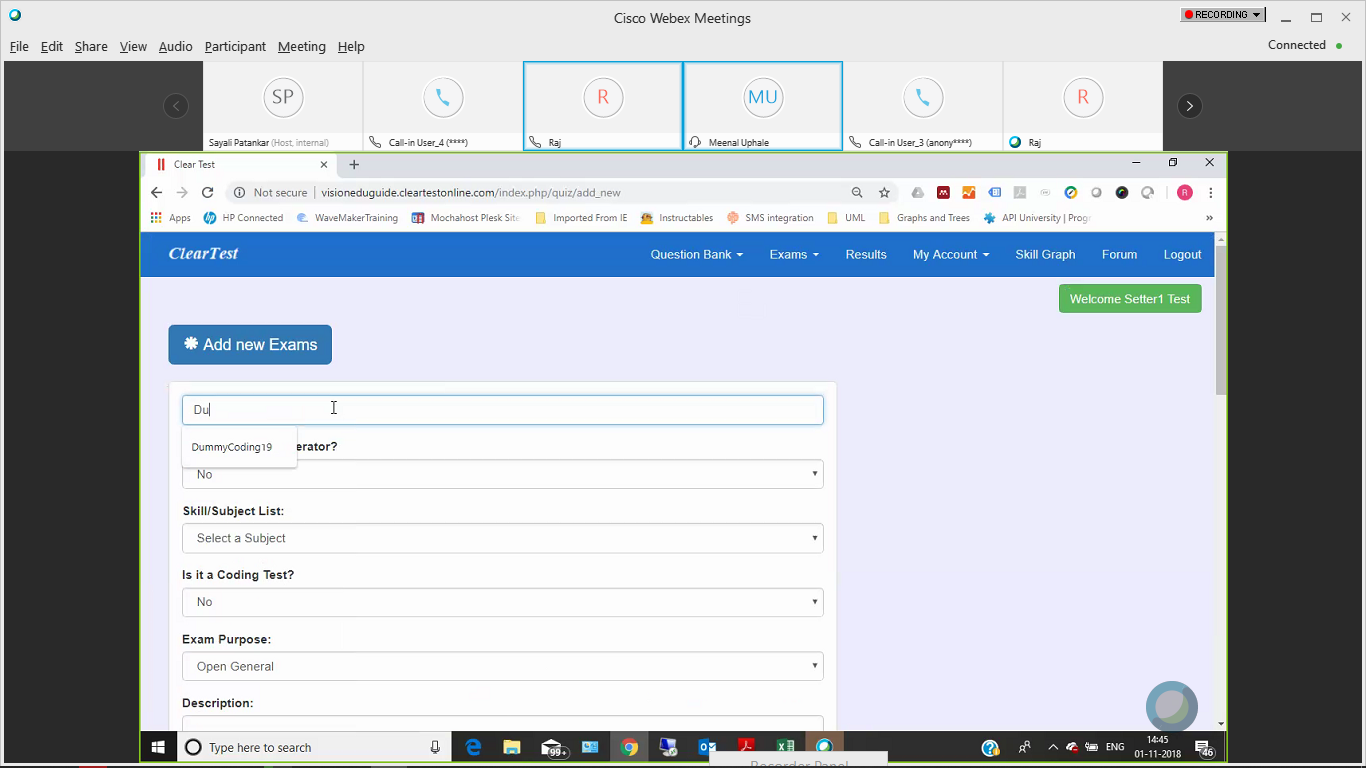 Cisco Webex Meetings
RECORDING
File Edit Share View Audio Participant Meeting Help
Connected
SP
R
MU
R
Sayali Patankar (Host, internal)
Call-in User_4 (****)
Raj
Meenal Uphale
Call-in User_3 (anony****)
Raj
Clear Test
Not secure visioneduguide.cleartestonline.com/index.php/quiz/add_new
R
Apps HP Connected WaveMakerTraining Mochahost Plesk Site Imported From IE Instructables SMS integration UML Graphs and Trees API University | Prog
ClearTest
Question Bank Exams Results My Account Skill Graph Forum Logout
Welcome Setter1 Test
Add new Exams
Du
DummyCoding19
erator?
No
Skill/Subject List:
Select a Subject
Is it a Coding Test?
No
Exam Purpose:
Open General
Description:
Type here to search
99+
ENG
14:45
01-11-2018
46
Recorder Panel